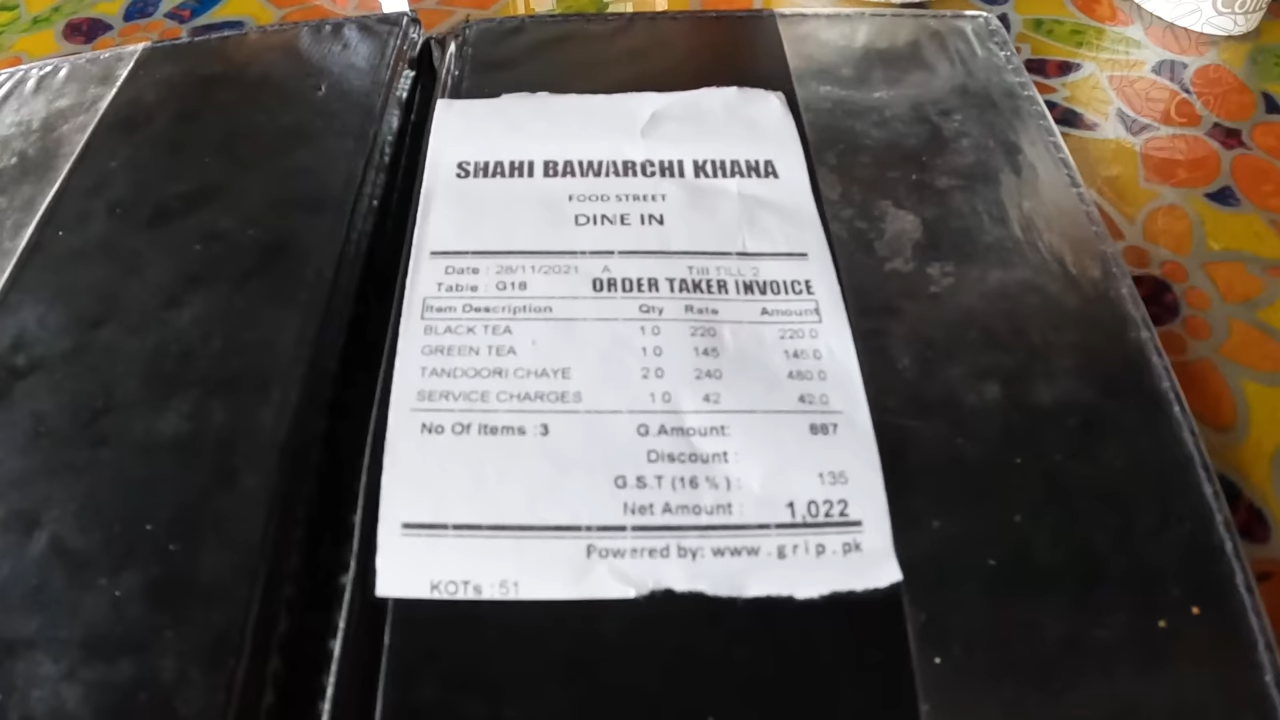 SHAHI BAWARCHI KHANA
FOOD STREET
DINE IN
Date : 28/11/2021 A Till TILL 2
Table : G18 ORDER TAKER INVOICE
Item Description Qty Rate Amount
BLACK TEA 1.0 220 220.0
GREEN TEA 1.0 145 145.0
TANDOORI CHAYE 2.0 240 480.0
SERVICE CHARGES 1.0 42 42.0
No Of Items :3 G.Amount: 887
Discount :
G.S.T (16 %) : 135
Net Amount : 1,022
Powered by: www.grip.pk
KOTs :51